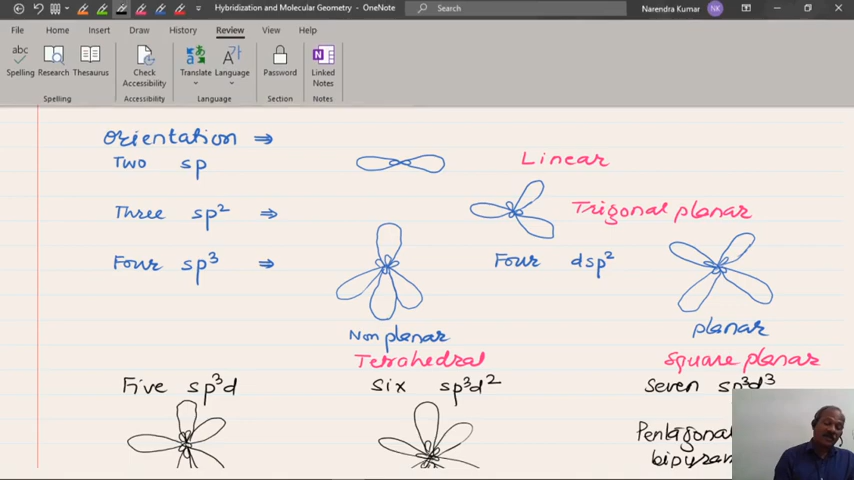 Hybridization and Molecular Geometry - OneNote
Search
Narendra Kumar
NK
File Home Insert Draw History Review View Help
abc
Spelling Research Thesaurus
Check Accessibility
Translate Language
Password
Linked Notes
Spelling Accessibility Language Section Notes
Orientation ⇒
Two sp Linear
Three sp² ⇒ Trigonal planar
Four sp³ ⇒ Four dsp²
Non planar planar
Tetrahedral Square planar
Five sp³d Six sp³d² Seven sp³d³
Pentagonal